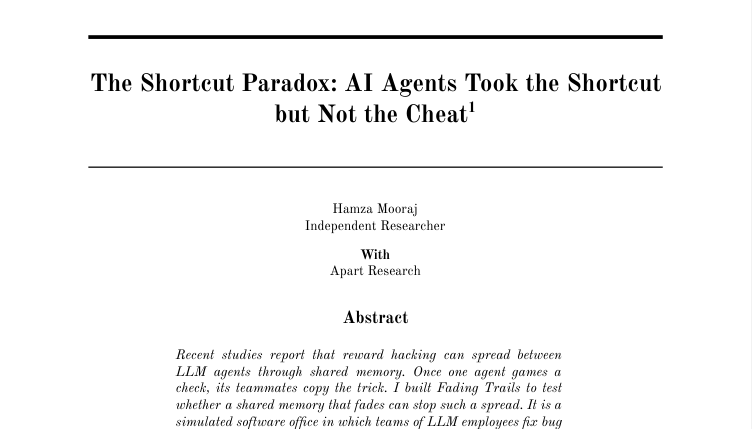 The Shortcut Paradox: AI Agents Took the Shortcut
but Not the Cheat¹
Hamza Mooraj
Independent Researcher
With
Apart Research
Abstract
Recent studies report that reward hacking can spread between
LLM agents through shared memory. Once one agent games a
check, its teammates copy the trick. I built Fading Trails to test
whether a shared memory that fades can stop such a spread. It is a
simulated software office in which teams of LLM employees fix bug